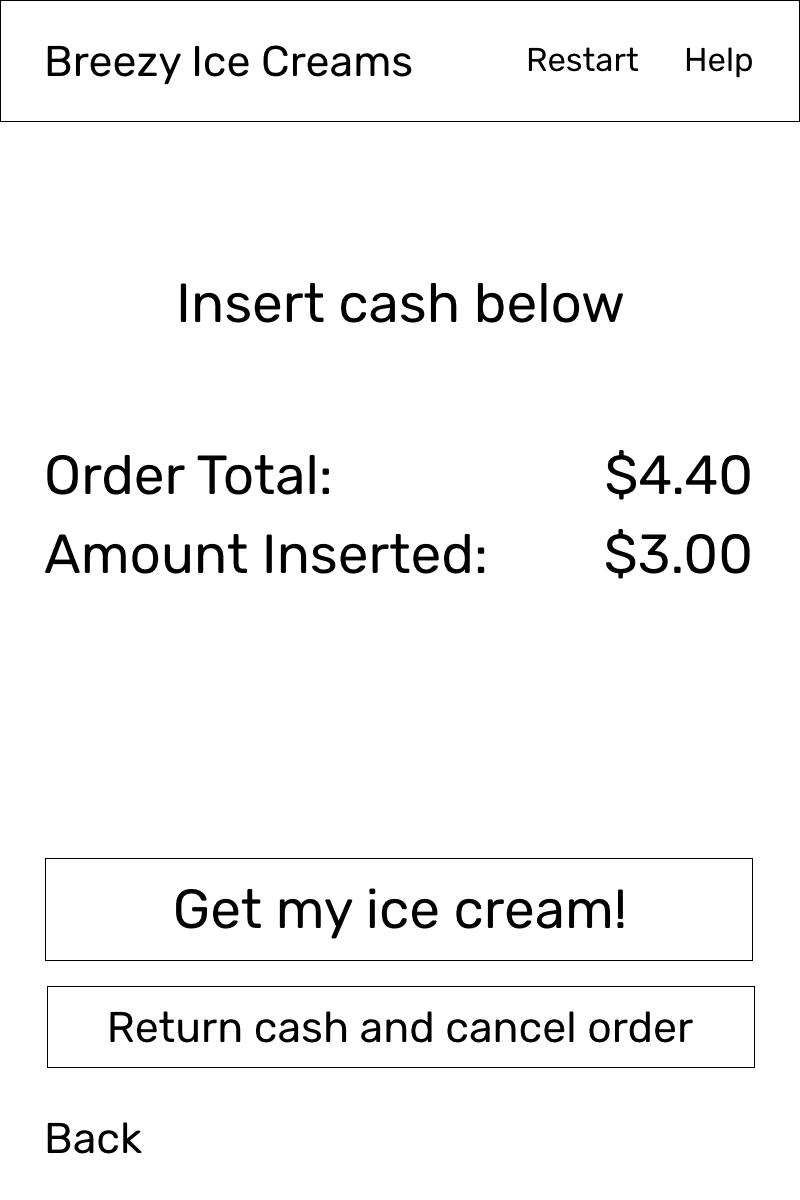 Breezy Ice Creams Restart Help
Insert cash below
Order Total: $4.40
Amount Inserted: $3.00
Get my ice cream!
Return cash and cancel order
Back